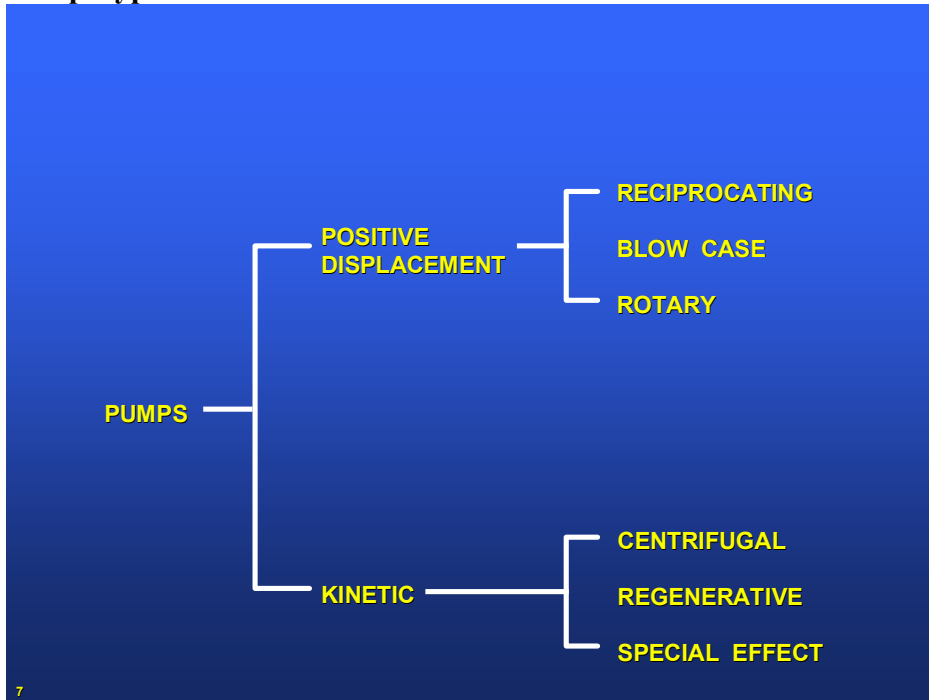 PUMPS
POSITIVE
DISPLACEMENT
RECIPROCATING
BLOW CASE
ROTARY
KINETIC
CENTRIFUGAL
REGENERATIVE
SPECIAL EFFECT
7